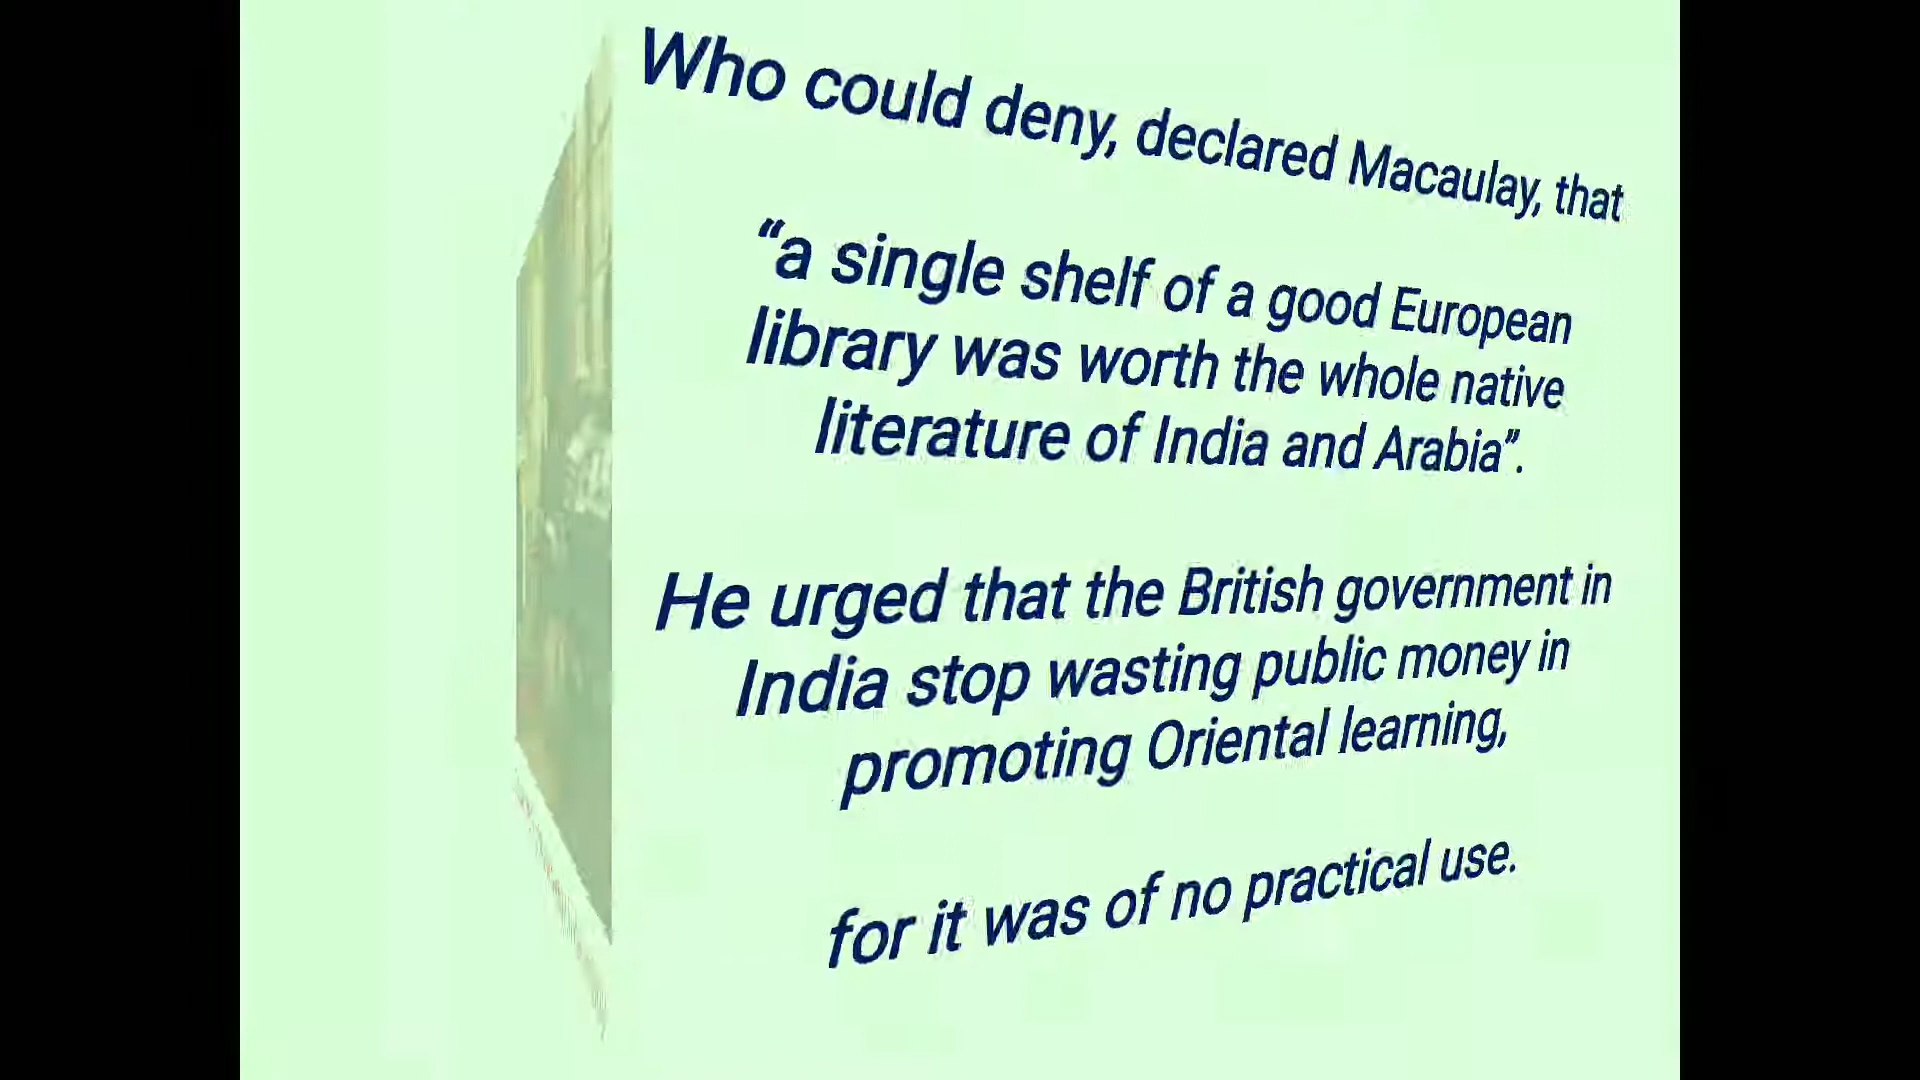 Who could deny, declared Macaulay, that
“a single shelf of a good European
library was worth the whole native
literature of India and Arabia”.
He urged that the British government in
India stop wasting public money in
promoting Oriental learning,
for it was of no practical use.